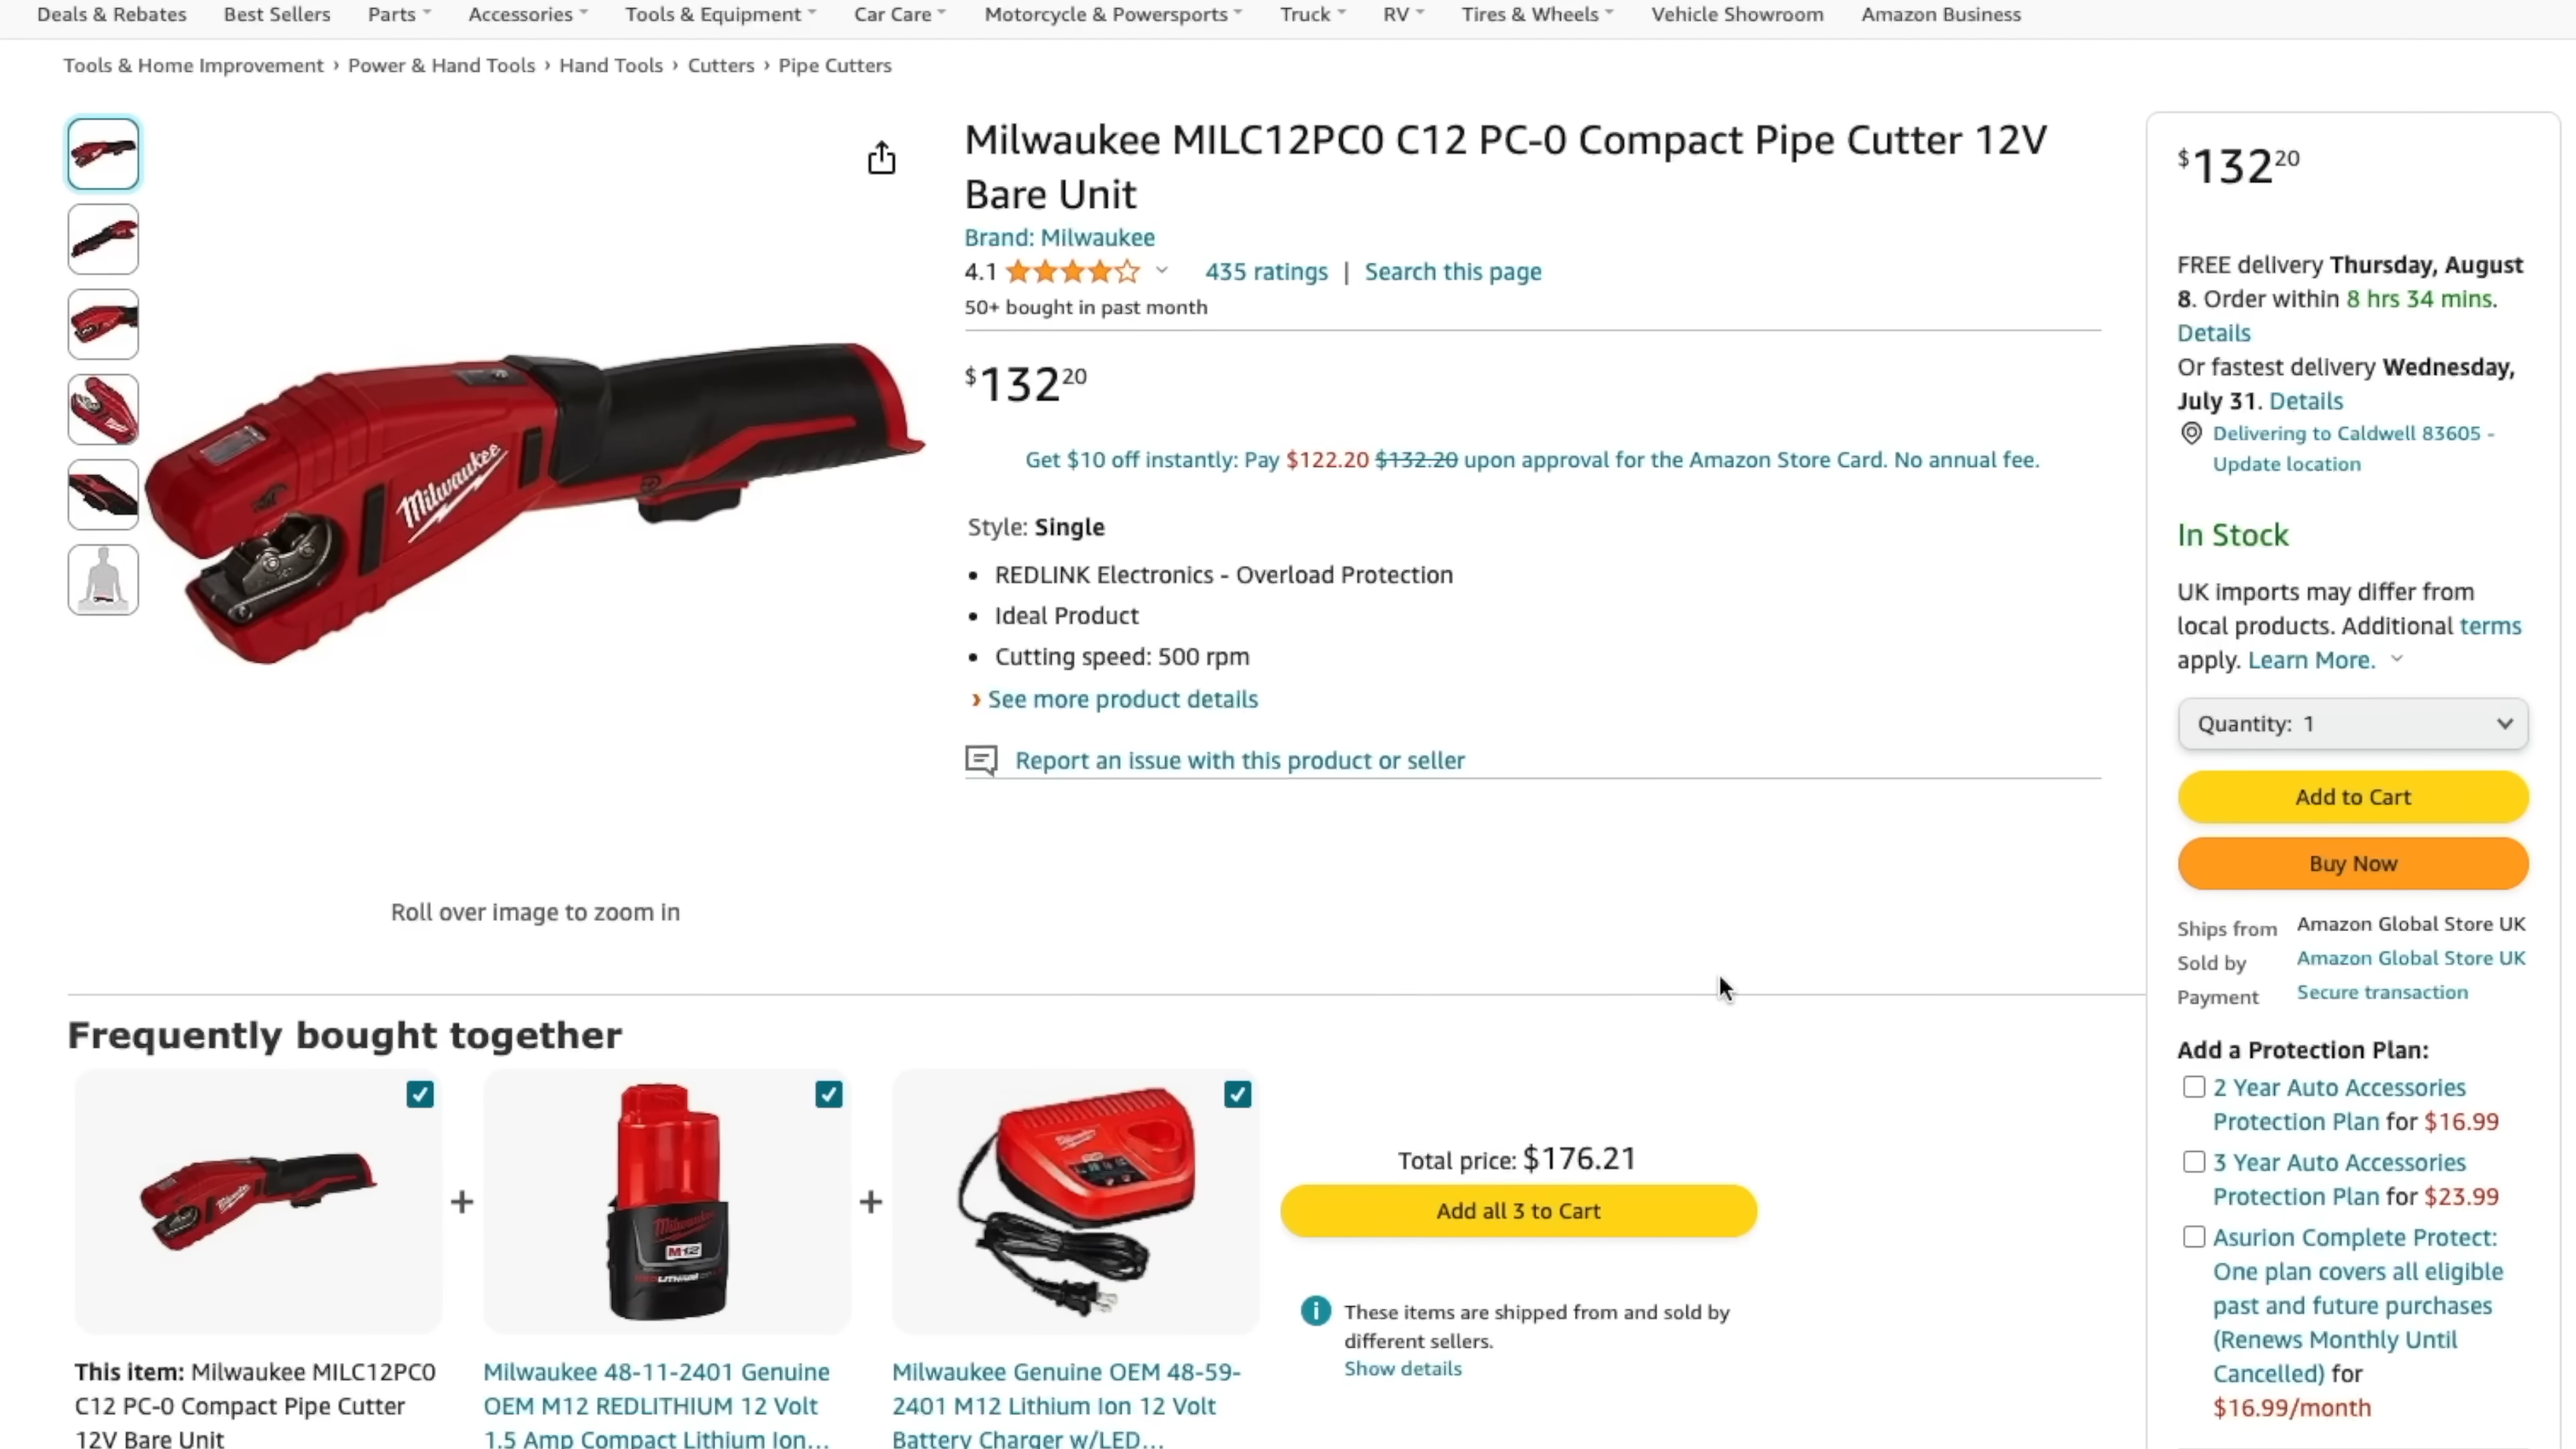 Deals & Rebates Best Sellers Parts Accessories Tools & Equipment Car Care Motorcycle & Powersports Truck RV Tires & Wheels Vehicle Showroom Amazon Business
Tools & Home Improvement › Power & Hand Tools › Hand Tools › Cutters › Pipe Cutters
Milwaukee
Roll over image to zoom in
Milwaukee MILC12PC0 C12 PC-0 Compact Pipe Cutter 12V
Bare Unit
Brand: Milwaukee
4.1 435 ratings | Search this page
50+ bought in past month
$132 20
Get $10 off instantly: Pay $122.20 $132.20 upon approval for the Amazon Store Card. No annual fee.
Style: Single
• REDLINK Electronics - Overload Protection
• Ideal Product
• Cutting speed: 500 rpm
› See more product details
Report an issue with this product or seller
$132 20
FREE delivery Thursday, August
8. Order within 8 hrs 34 mins.
Details
Or fastest delivery Wednesday,
July 31. Details
Delivering to Caldwell 83605 -
Update location
In Stock
UK imports may differ from
local products. Additional terms
apply. Learn More.
Quantity: 1
Add to Cart
Buy Now
Ships from Amazon Global Store UK
Sold by Amazon Global Store UK
Payment Secure transaction
Add a Protection Plan:
2 Year Auto Accessories
Protection Plan for $16.99
3 Year Auto Accessories
Protection Plan for $23.99
Asurion Complete Protect:
One plan covers all eligible
past and future purchases
(Renews Monthly Until
Cancelled) for
$16.99/month
Frequently bought together
Milwaukee
+
Milwaukee
M12
+
Milwaukee
Total price: $176.21
Add all 3 to Cart
These items are shipped from and sold by
different sellers.
Show details
This item: Milwaukee MILC12PC0
C12 PC-0 Compact Pipe Cutter
12V Bare Unit
Milwaukee 48-11-2401 Genuine
OEM M12 REDLITHIUM 12 Volt
1.5 Amp Compact Lithium Ion...
Milwaukee Genuine OEM 48-59-
2401 M12 Lithium Ion 12 Volt
Battery Charger w/LED...